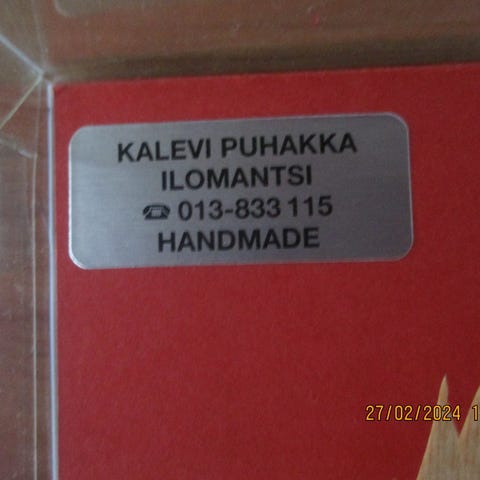 KALEVI PUHAKKA
ILOMANTSI
☎ 013-833 115
HANDMADE
27/02/2024